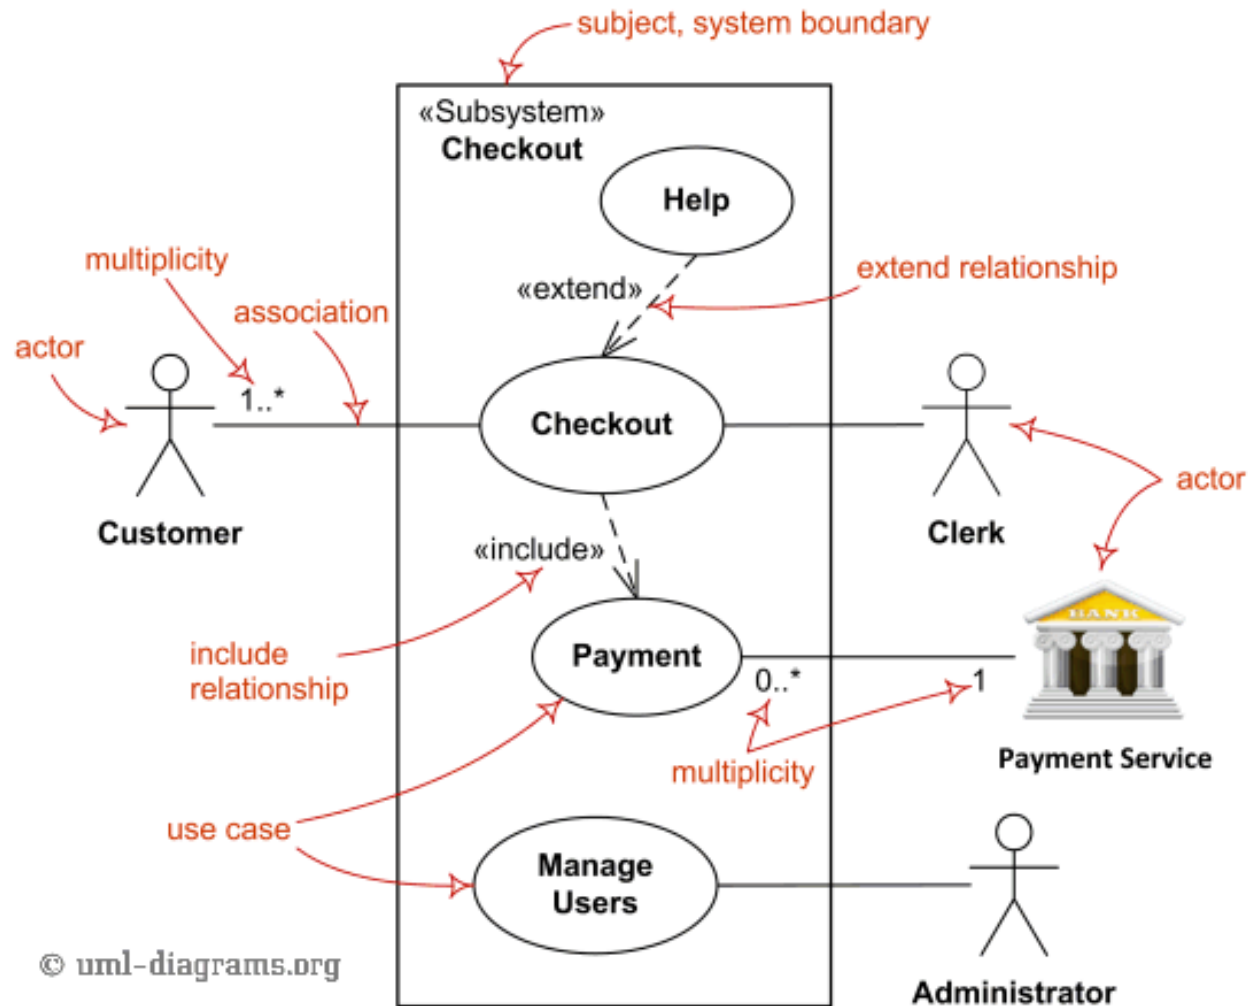 subject, system boundary
«Subsystem»
Checkout
Help
multiplicity
«extend»
extend relationship
association
actor
1..*
Checkout
actor
Customer
Clerk
«include»
BANK
include
relationship
Payment
0..*
1
multiplicity
Payment Service
use case
Manage
Users
© uml-diagrams.org
Administrator